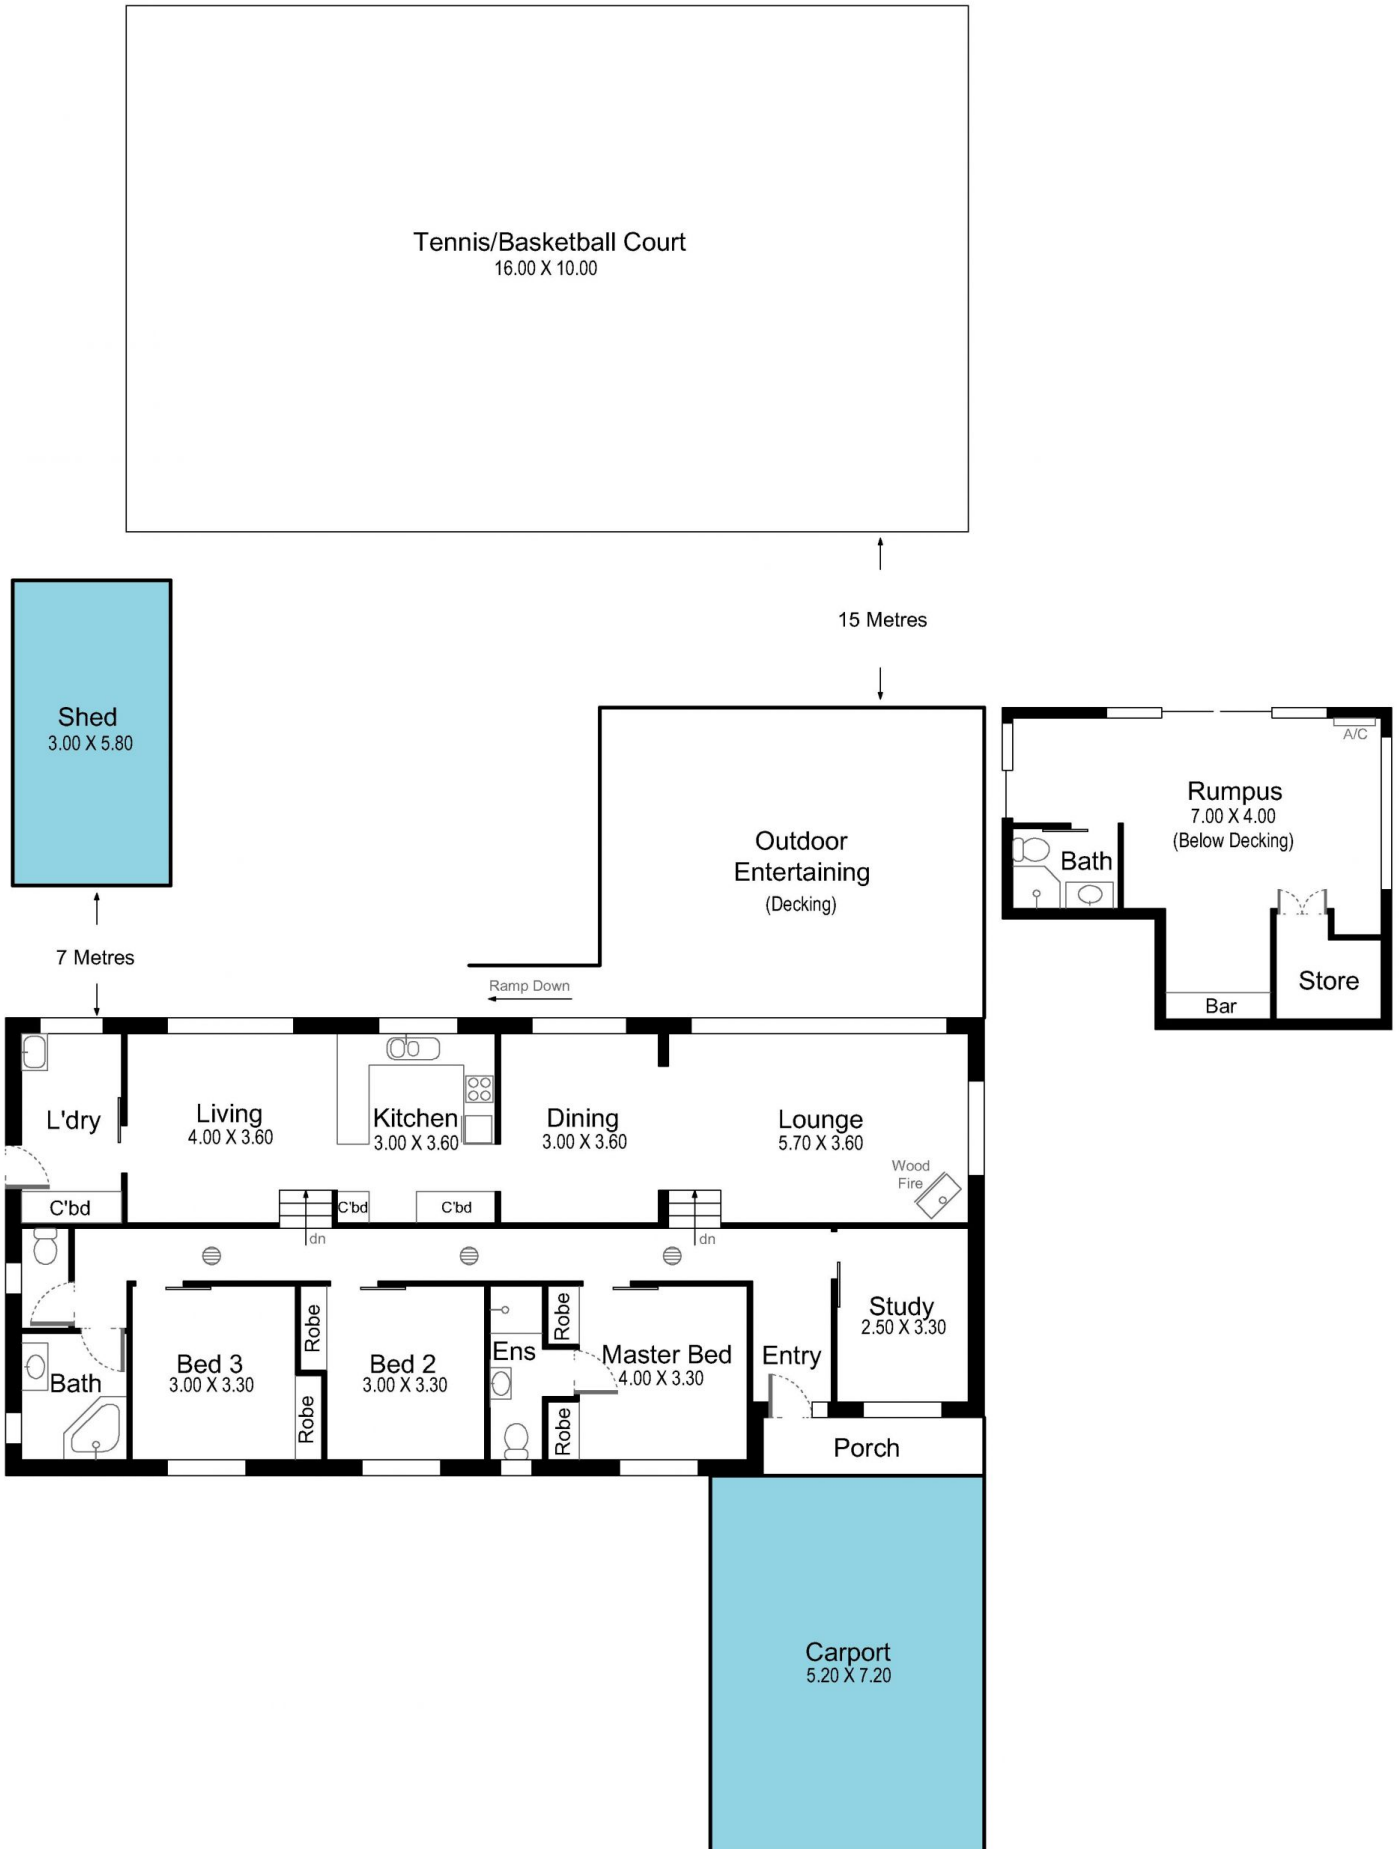 Tennis/Basketball Court
16.00 X 10.00
15 Metres
Shed
3.00 X 5.80
7 Metres
Outdoor
Entertaining
(Decking)
Ramp Down
A/C
Rumpus
7.00 X 4.00
(Below Decking)
Bath
Store
Bar
L'dry
C'bd
Living
4.00 X 3.60
Kitchen
3.00 X 3.60
C'bd
C'bd
Dining
3.00 X 3.60
Lounge
5.70 X 3.60
Wood
Fire
dn
dn
Bath
Bed 3
3.00 X 3.30
Robe
Robe
Bed 2
3.00 X 3.30
Ens
Robe
Robe
Master Bed
4.00 X 3.30
Entry
Study
2.50 X 3.30
Porch
Carport
5.20 X 7.20